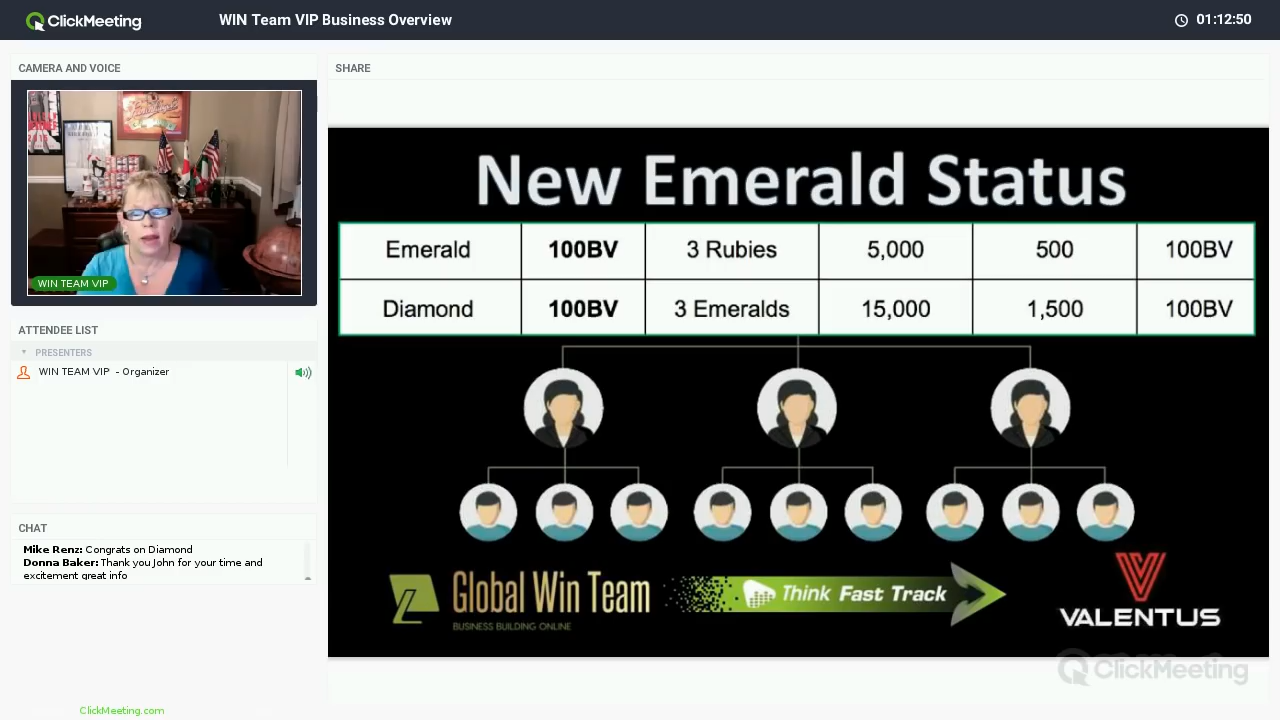 ClickMeeting
WIN Team VIP Business Overview
01:12:50
CAMERA AND VOICE
WIN TEAM VIP
ATTENDEE LIST
PRESENTERS
WIN TEAM VIP - Organizer
CHAT
Mike Renz: Congrats on Diamond
Donna Baker: Thank you John for your time and
excitement great info
ClickMeeting.com
SHARE
New Emerald Status
Emerald 100BV 3 Rubies 5,000 500 100BV
Diamond 100BV 3 Emeralds 15,000 1,500 100BV
Global Win Team
BUSINESS BUILDING ONLINE
Think Fast Track
VALENTUS
ClickMeeting